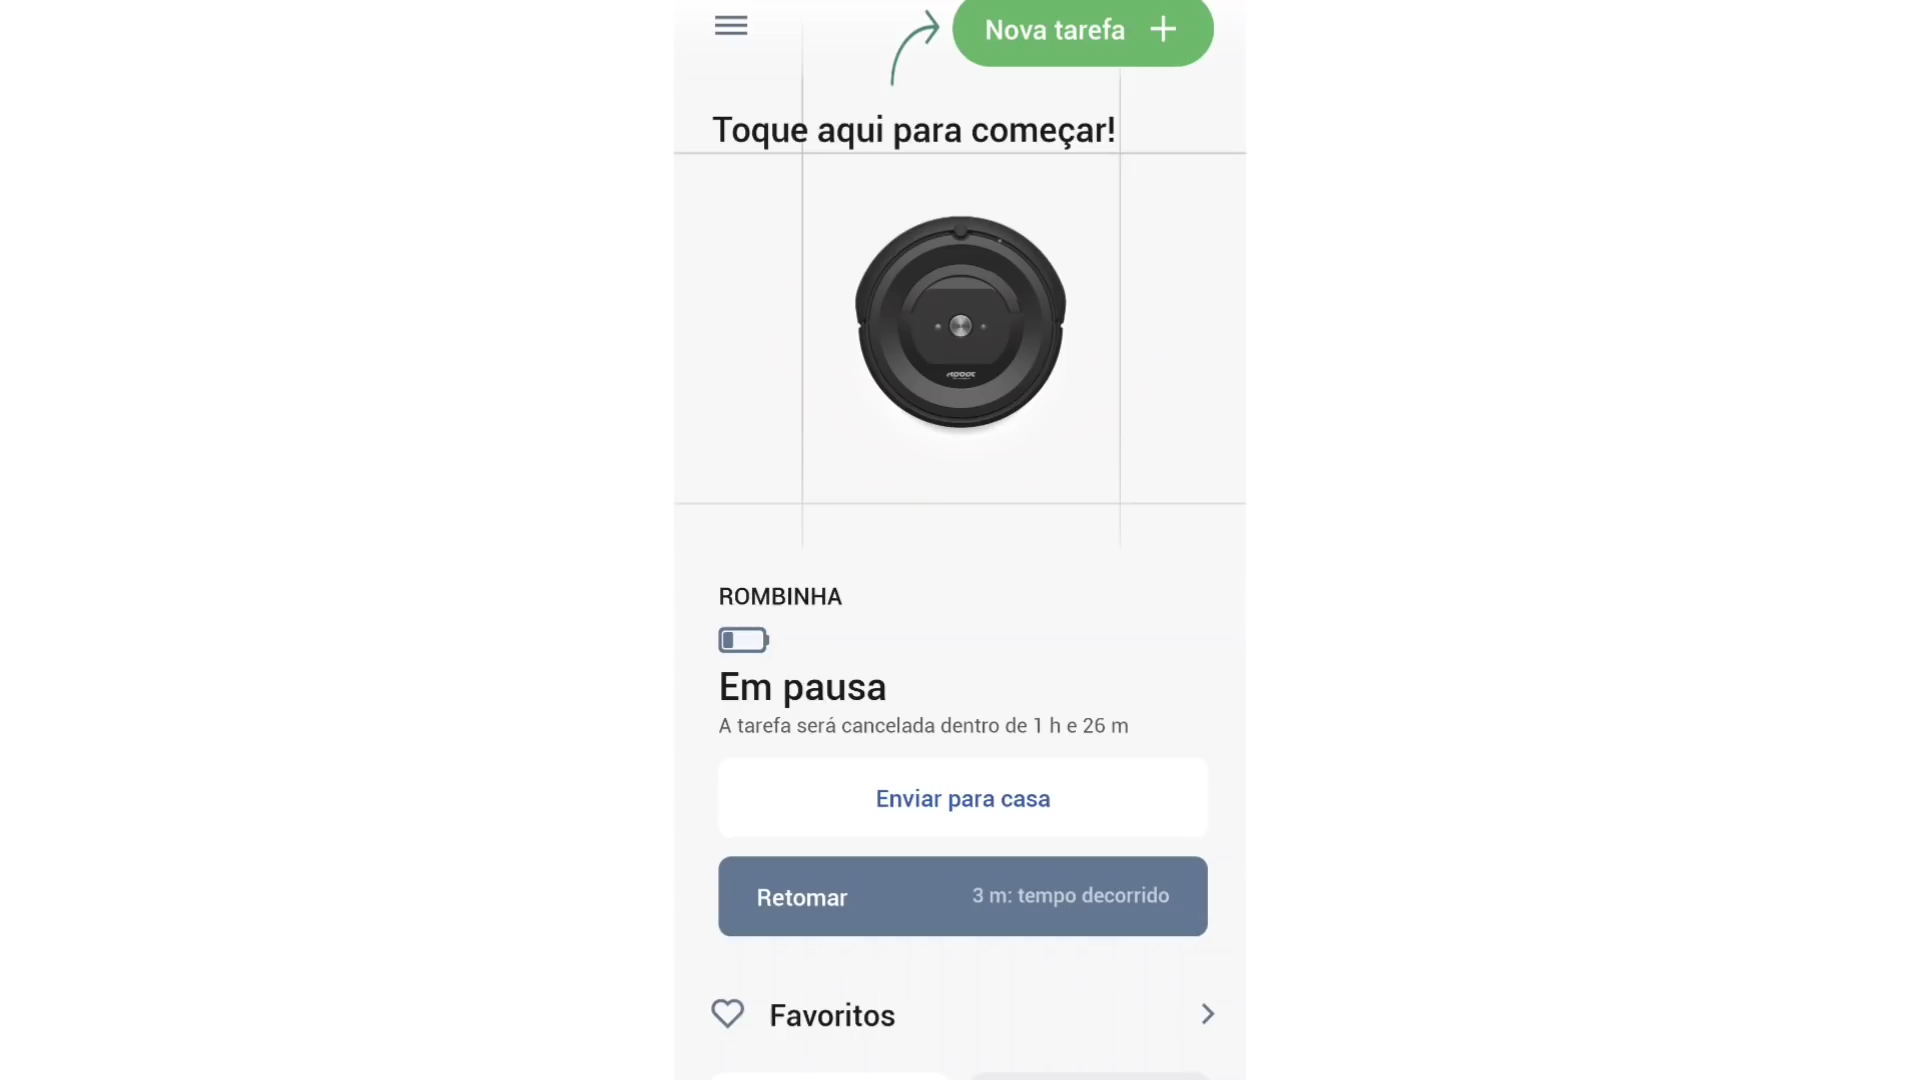 Nova tarefa
Toque aqui para começar!
ROMBINHA
Em pausa
A tarefa será cancelada dentro de 1 h e 26 m
Enviar para casa
Retomar
3 m: tempo decorrido
Favoritos